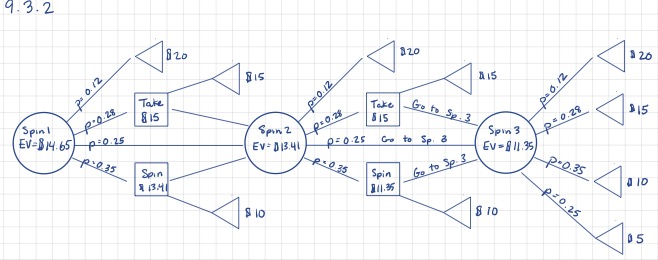 9.3.2
Spin 1
EV=$14.65
p=0.12
$20
p=0.28
Take
$15
$15
p=0.25
p=0.35
Spin
$13.41
$10
Spin 2
EV=$13.41
p=0.12
$20
p=0.28
Take
$15
$15
Go to Sp. 3
p=0.25 Go to Sp. 3
p=0.35
Spin
$11.35
Go to Sp. 3
$10
Spin 3
EV=$11.35
p=0.12
$20
p=0.28
$15
p=0.35
$10
p=0.25
$5